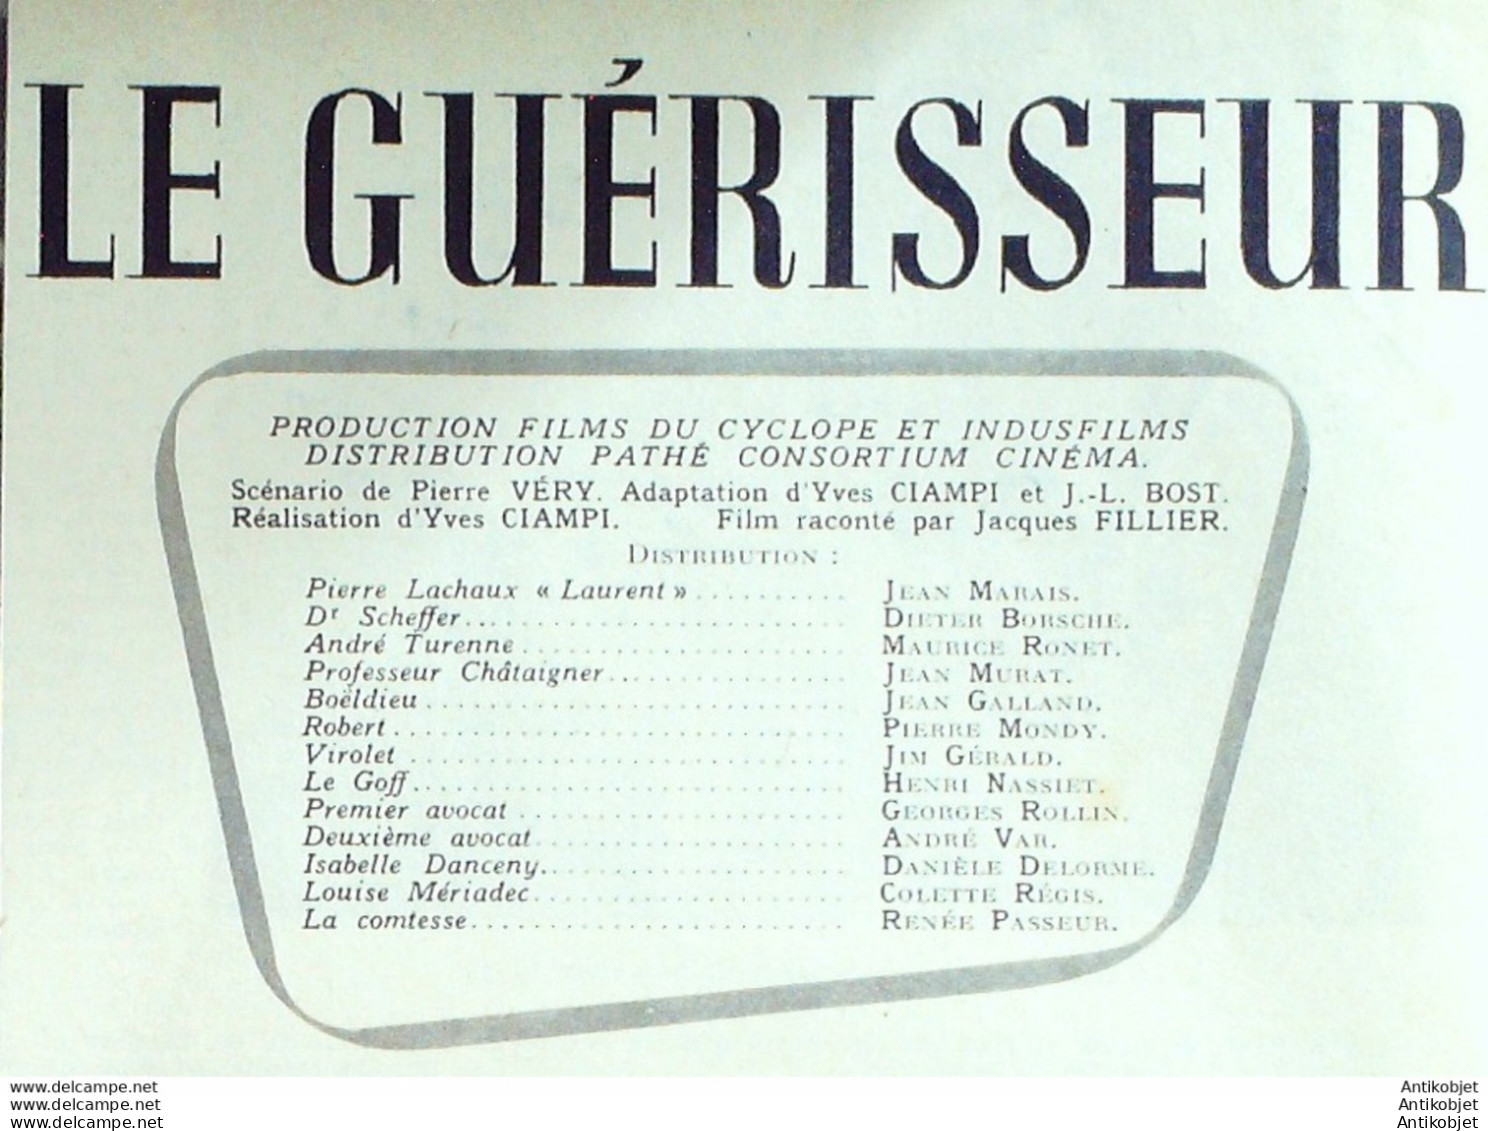 LE GUÉRISSEUR
PRODUCTION FILMS DU CYCLOPE ET INDUSFILMS
DISTRIBUTION PATHÉ CONSORTIUM CINÉMA.
Scénario de Pierre VÉRY. Adaptation d'Yves CIAMPI et J.-L. BOST.
Réalisation d'Yves CIAMPI. Film raconté par Jacques FILLIER.
DISTRIBUTION :
Pierre Lachaux « Laurent » .......... JEAN MARAIS.
Dr Scheffer.......................... DIETER BORSCHE.
André Turenne ....................... MAURICE RONET.
Professeur Châtaigner................ JEAN MURAT.
Boëldieu ............................ JEAN GALLAND.
Robert .............................. PIERRE MONDY.
Virolet ............................. JIM GÉRALD.
Le Goff.............................. HENRI NASSIET.
Premier avocat ...................... GEORGES ROLLIN.
Deuxième avocat...................... ANDRÉ VAR.
Isabelle Danceny..................... DANIÈLE DELORME.
Louise Mériadec...................... COLETTE RÉGIS.
La comtesse.......................... RENÉE PASSEUR.
www.delcampe.net Antikobjet
www.delcampe.net Antikobjet
www.delcampe.net Antikobjet